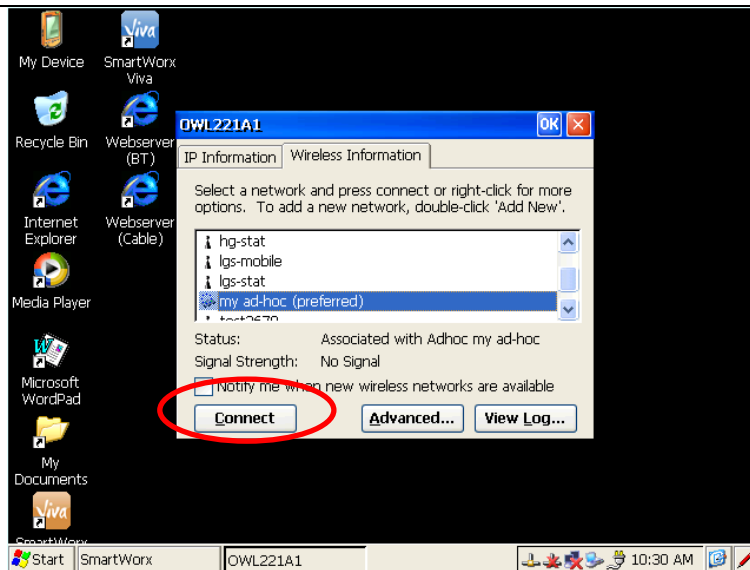 Viva
My Device
SmartWorx
Viva
Recycle Bin
Webserver
(BT)
Internet
Explorer
Webserver
(Cable)
Media Player
Microsoft
WordPad
My
Documents
Viva
SmartWorx
OWL221A1
OK
IP Information
Wireless Information
Select a network and press connect or right-click for more
options. To add a new network, double-click 'Add New'.
hg-stat
lgs-mobile
lgs-stat
my ad-hoc (preferred)
Status: Associated with Adhoc my ad-hoc
Signal Strength: No Signal
Notify me when new wireless networks are available
Connect
Advanced...
View Log...
Start
SmartWorx
OWL221A1
10:30 AM